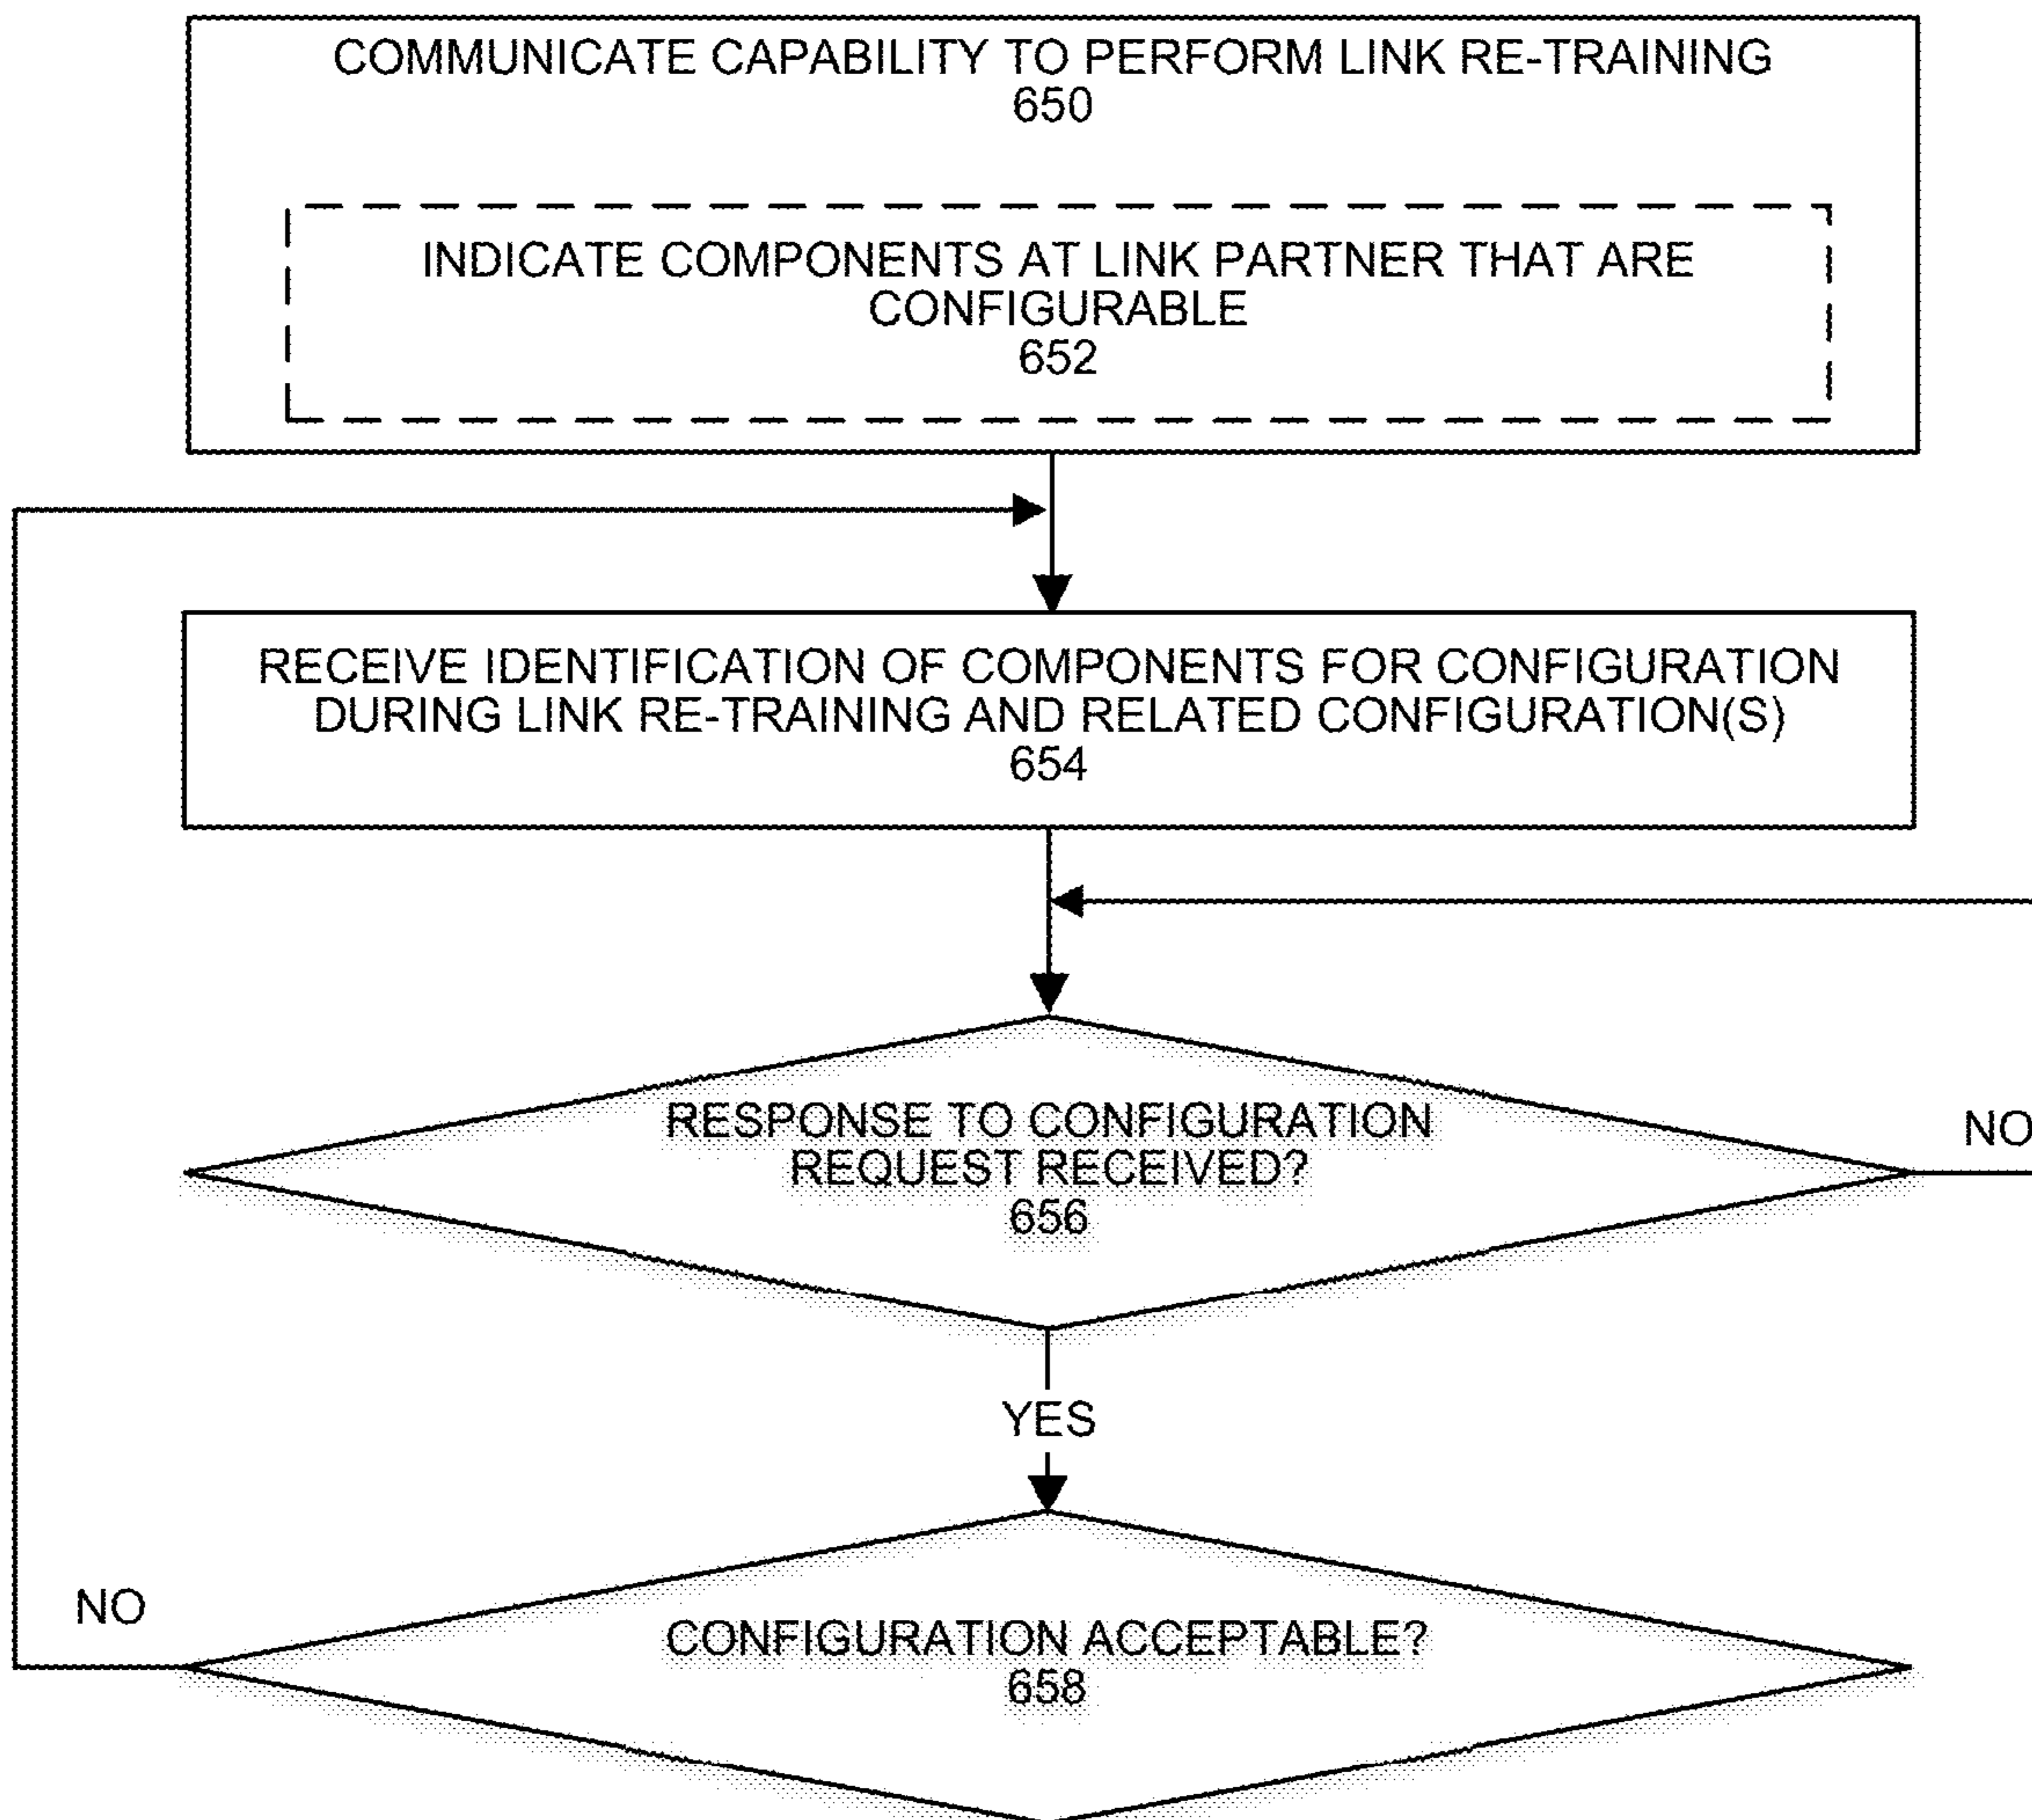 COMMUNICATE CAPABILITY TO PERFORM LINK RE-TRAINING
650
INDICATE COMPONENTS AT LINK PARTNER THAT ARE
CONFIGURABLE
652
RECEIVE IDENTIFICATION OF COMPONENTS FOR CONFIGURATION
DURING LINK RE-TRAINING AND RELATED CONFIGURATION(S)
654
RESPONSE TO CONFIGURATION
REQUEST RECEIVED?
656
NO
YES
NO
CONFIGURATION ACCEPTABLE?
658